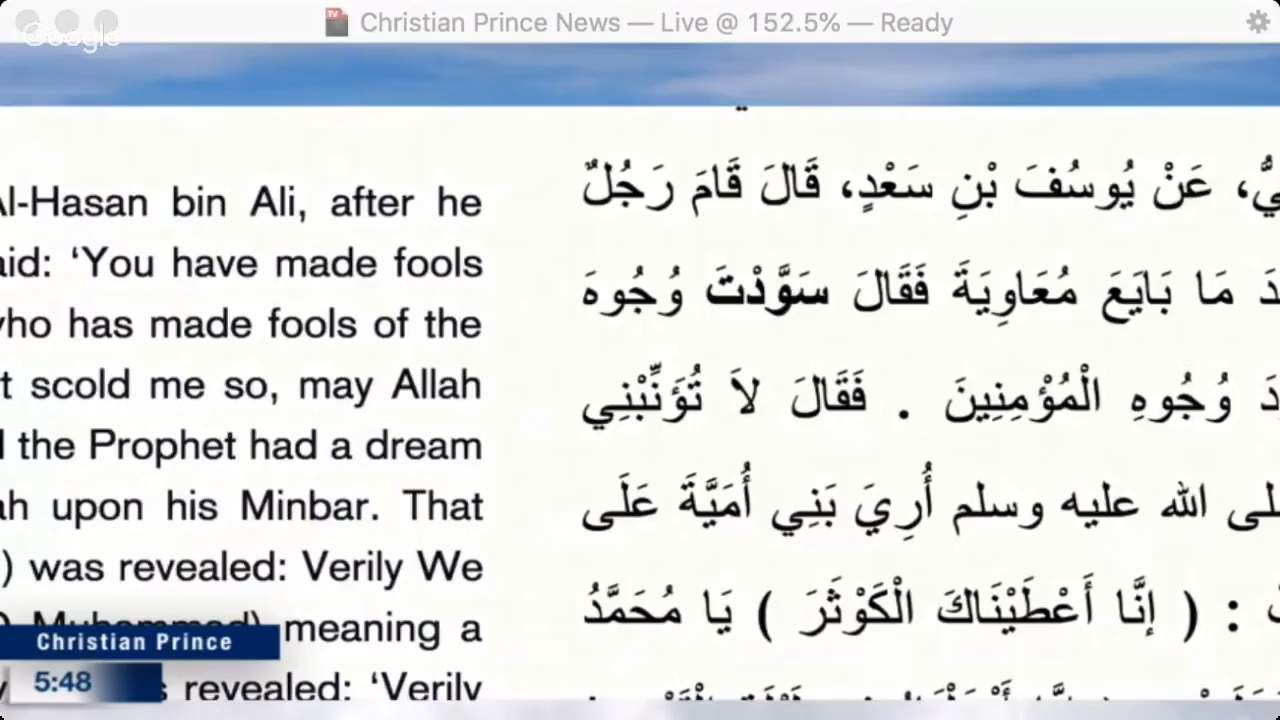 Christian Prince News — Live @ 152.5% — Ready
Google
Al-Hasan bin Ali, after he
said: ‘You have made fools
who has made fools of the
t scold me so, may Allah
the Prophet had a dream
ah upon his Minbar. That
) was revealed: Verily We
Muhammad) meaning a
revealed: ‘Verily
يُّ، عَنْ يُوسُفَ بْنِ سَعْدٍ، قَالَ قَامَ رَجُلٌ
دَ مَا بَايَعَ مُعَاوِيَةَ فَقَالَ سَوَّدْتَ وُجُوهَ
دَ وُجُوهِ الْمُؤْمِنِينَ . فَقَالَ لاَ تُؤَنِّبْنِي
لى الله عليه وسلم أُرِيَ بَنِي أُمَيَّةَ عَلَى
: ( إِنَّا أَعْطَيْنَاكَ الْكَوْثَرَ ) يَا مُحَمَّدُ
Christian Prince
5:48